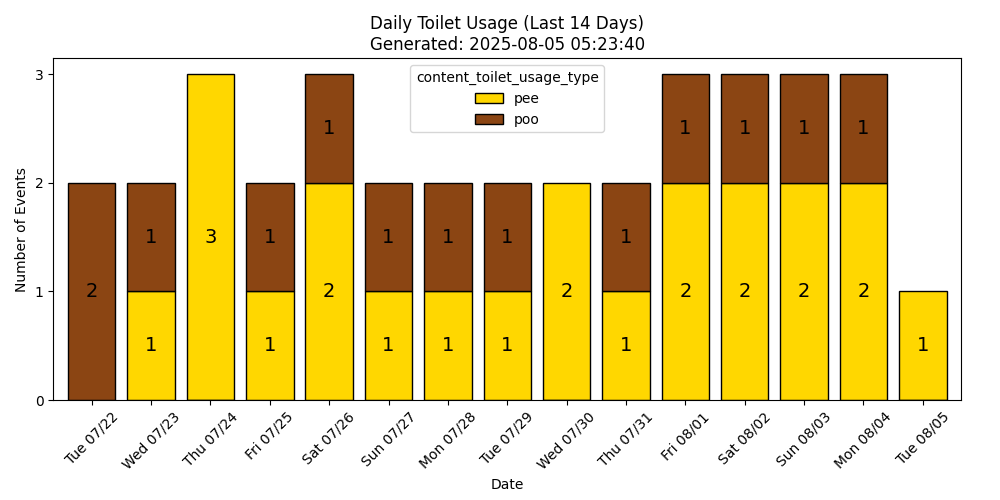 Daily Toilet Usage (Last 14 Days)
Generated: 2025-08-05 05:23:40
content_toilet_usage_type
pee
poo
Number of Events
3
2
1
0
2
1
1
3
1
1
1
2
1
1
1
1
1
1
2
1
1
1
2
1
2
1
2
1
2
1
Tue 07/22
Wed 07/23
Thu 07/24
Fri 07/25
Sat 07/26
Sun 07/27
Mon 07/28
Tue 07/29
Wed 07/30
Thu 07/31
Fri 08/01
Sat 08/02
Sun 08/03
Mon 08/04
Tue 08/05
Date